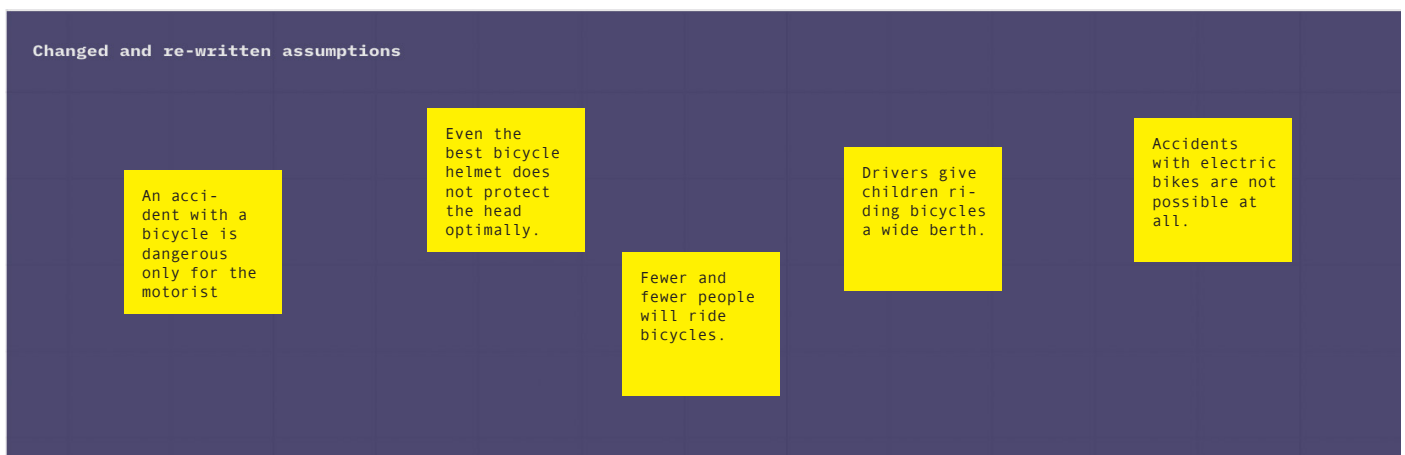 Changed and re-written assumptions
An acci-
dent with a
bicycle is
dangerous
only for the
motorist
Even the
best bicycle
helmet does
not protect
the head
optimally.
Fewer and
fewer people
will ride
bicycles.
Drivers give
children ri-
ding bicycles
a wide berth.
Accidents
with electric
bikes are not
possible at
all.